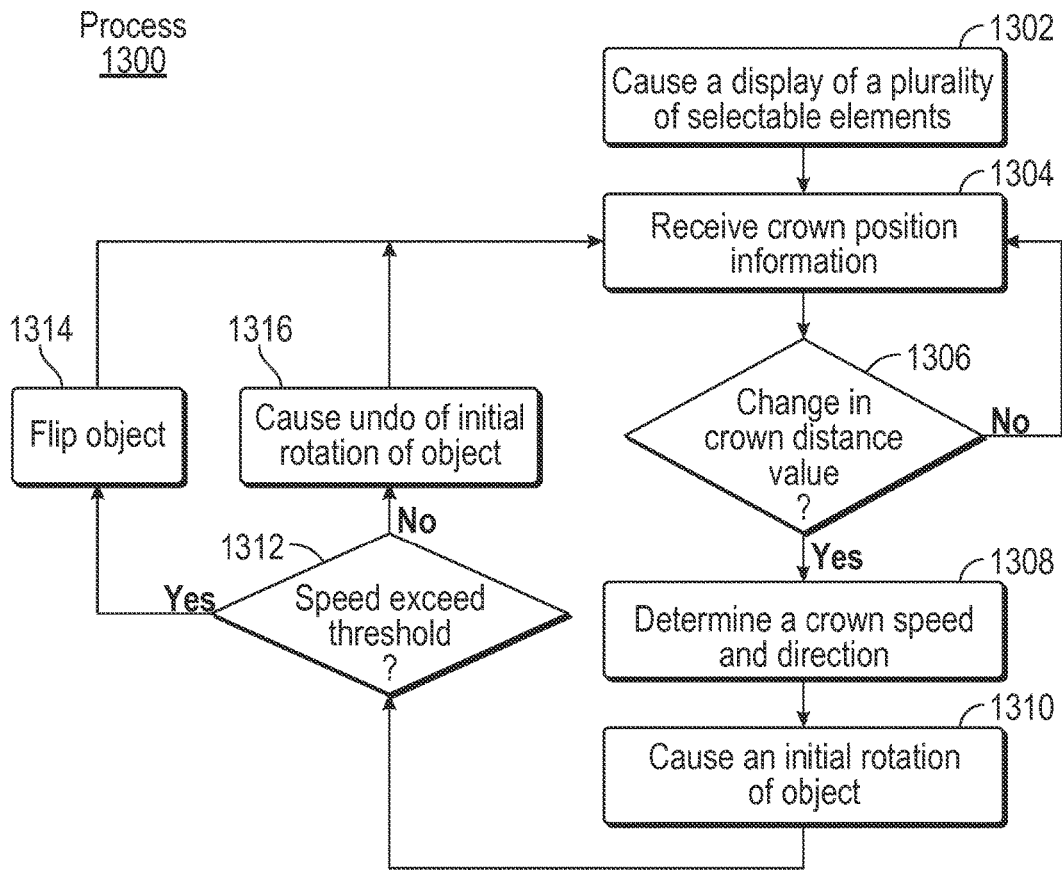 Process
1300
1302
Cause a display of a plurality
of selectable elements
1304
Receive crown position
information
1306
Change in
crown distance
value
?
No
Yes
1308
Determine a crown speed
and direction
1310
Cause an initial rotation
of object
1312
Speed exceed
threshold
?
Yes
No
1314
Flip object
1316
Cause undo of initial
rotation of object